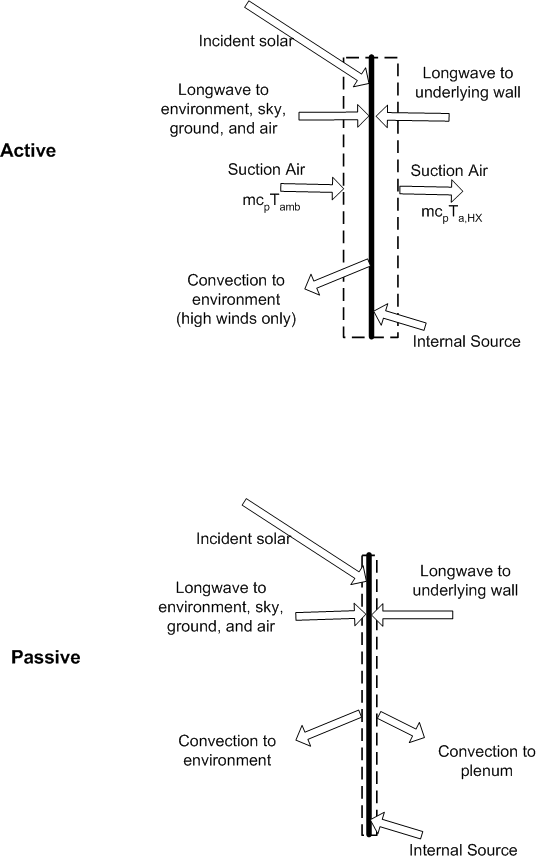 Incident solar
Longwave to
environment, sky,
ground, and air
Longwave to
underlying wall
Active
Suction Air
mcpTamb
Suction Air
mcpTa,HX
Convection to
environment
(high winds only)
Internal Source
Incident solar
Longwave to
environment, sky,
ground, and air
Longwave to
underlying wall
Passive
Convection to
environment
Convection to
plenum
Internal Source